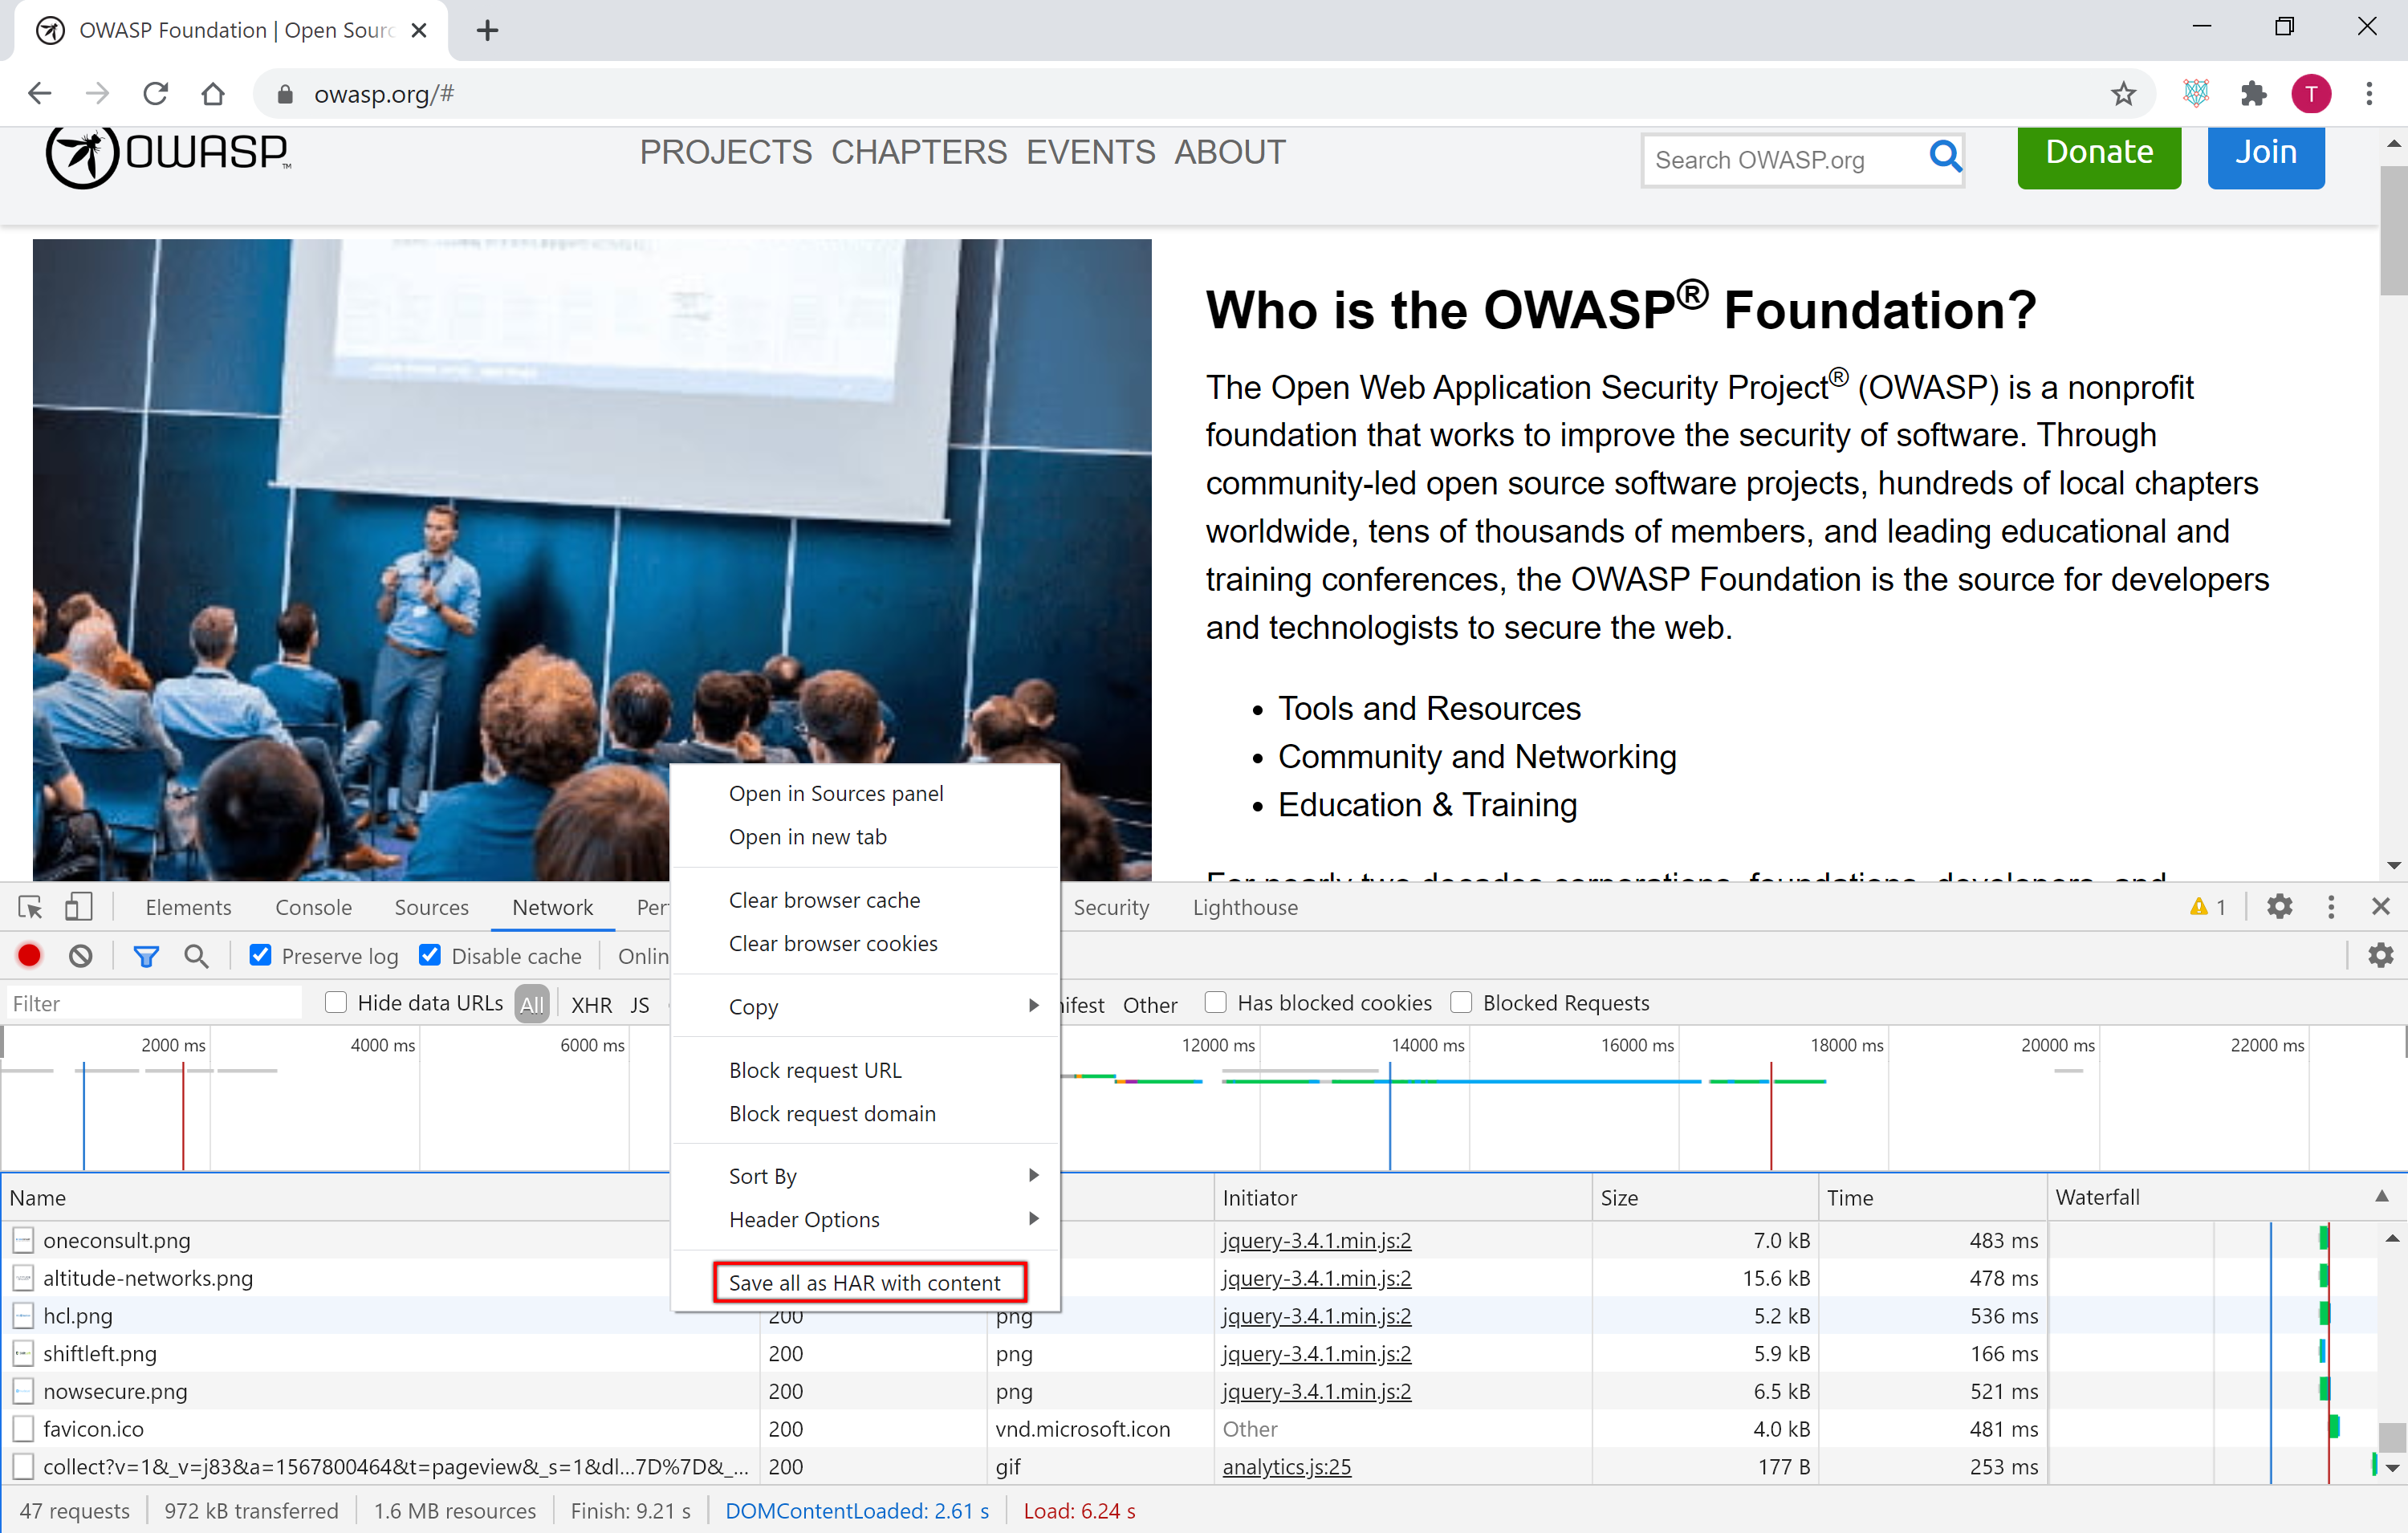 OWASP Foundation | Open Sour
owasp.org/#
T
OWASP™
PROJECTS CHAPTERS EVENTS ABOUT
Search OWASP.org
Donate
Join
Who is the OWASP® Foundation?
The Open Web Application Security Project® (OWASP) is a nonprofit
foundation that works to improve the security of software. Through
community-led open source software projects, hundreds of local chapters
worldwide, tens of thousands of members, and leading educational and
training conferences, the OWASP Foundation is the source for developers
and technologists to secure the web.
• Tools and Resources
• Community and Networking
• Education & Training
For nearly two decades corporations, foundations, developers, and
Open in Sources panel
Open in new tab
Clear browser cache
Clear browser cookies
Copy
Block request URL
Block request domain
Sort By
Header Options
Save all as HAR with content
Elements Console Sources Network Per Security Lighthouse 1
Preserve log Disable cache Onlin
Filter Hide data URLs All XHR JS ifest Other Has blocked cookies Blocked Requests
2000 ms 4000 ms 6000 ms 12000 ms 14000 ms 16000 ms 18000 ms 20000 ms 22000 ms
Name Initiator Size Time Waterfall
oneconsult.png jquery-3.4.1.min.js:2 7.0 kB 483 ms
altitude-networks.png jquery-3.4.1.min.js:2 15.6 kB 478 ms
hcl.png 200 png jquery-3.4.1.min.js:2 5.2 kB 536 ms
shiftleft.png 200 png jquery-3.4.1.min.js:2 5.9 kB 166 ms
nowsecure.png 200 png jquery-3.4.1.min.js:2 6.5 kB 521 ms
favicon.ico 200 vnd.microsoft.icon Other 4.0 kB 481 ms
collect?v=1&_v=j83&a=1567800464&t=pageview&_s=1&dl...7D%7D&_... 200 gif analytics.js:25 177 B 253 ms
47 requests 972 kB transferred 1.6 MB resources Finish: 9.21 s DOMContentLoaded: 2.61 s Load: 6.24 s